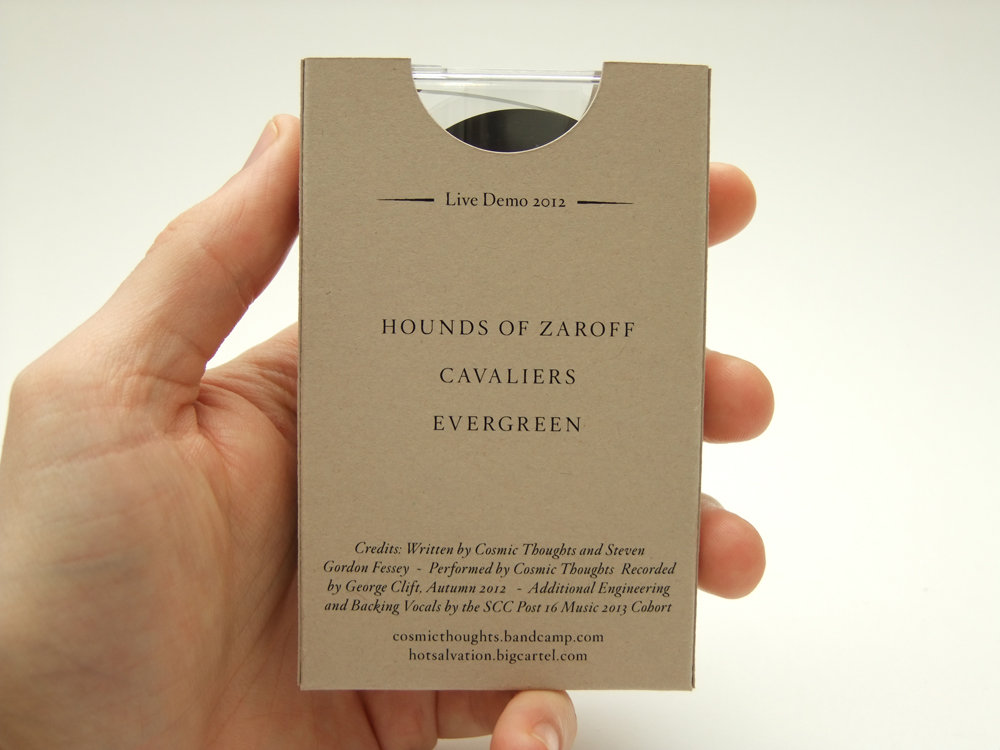 Live Demo 2012
HOUNDS OF ZAROFF
CAVALIERS
EVERGREEN
Credits: Written by Cosmic Thoughts and Steven
Gordon Fessey - Performed by Cosmic Thoughts Recorded
by George Clift, Autumn 2012 - Additional Engineering
and Backing Vocals by the SCC Post 16 Music 2013 Cohort
cosmicthoughts.bandcamp.com
hotsalvation.bigcartel.com